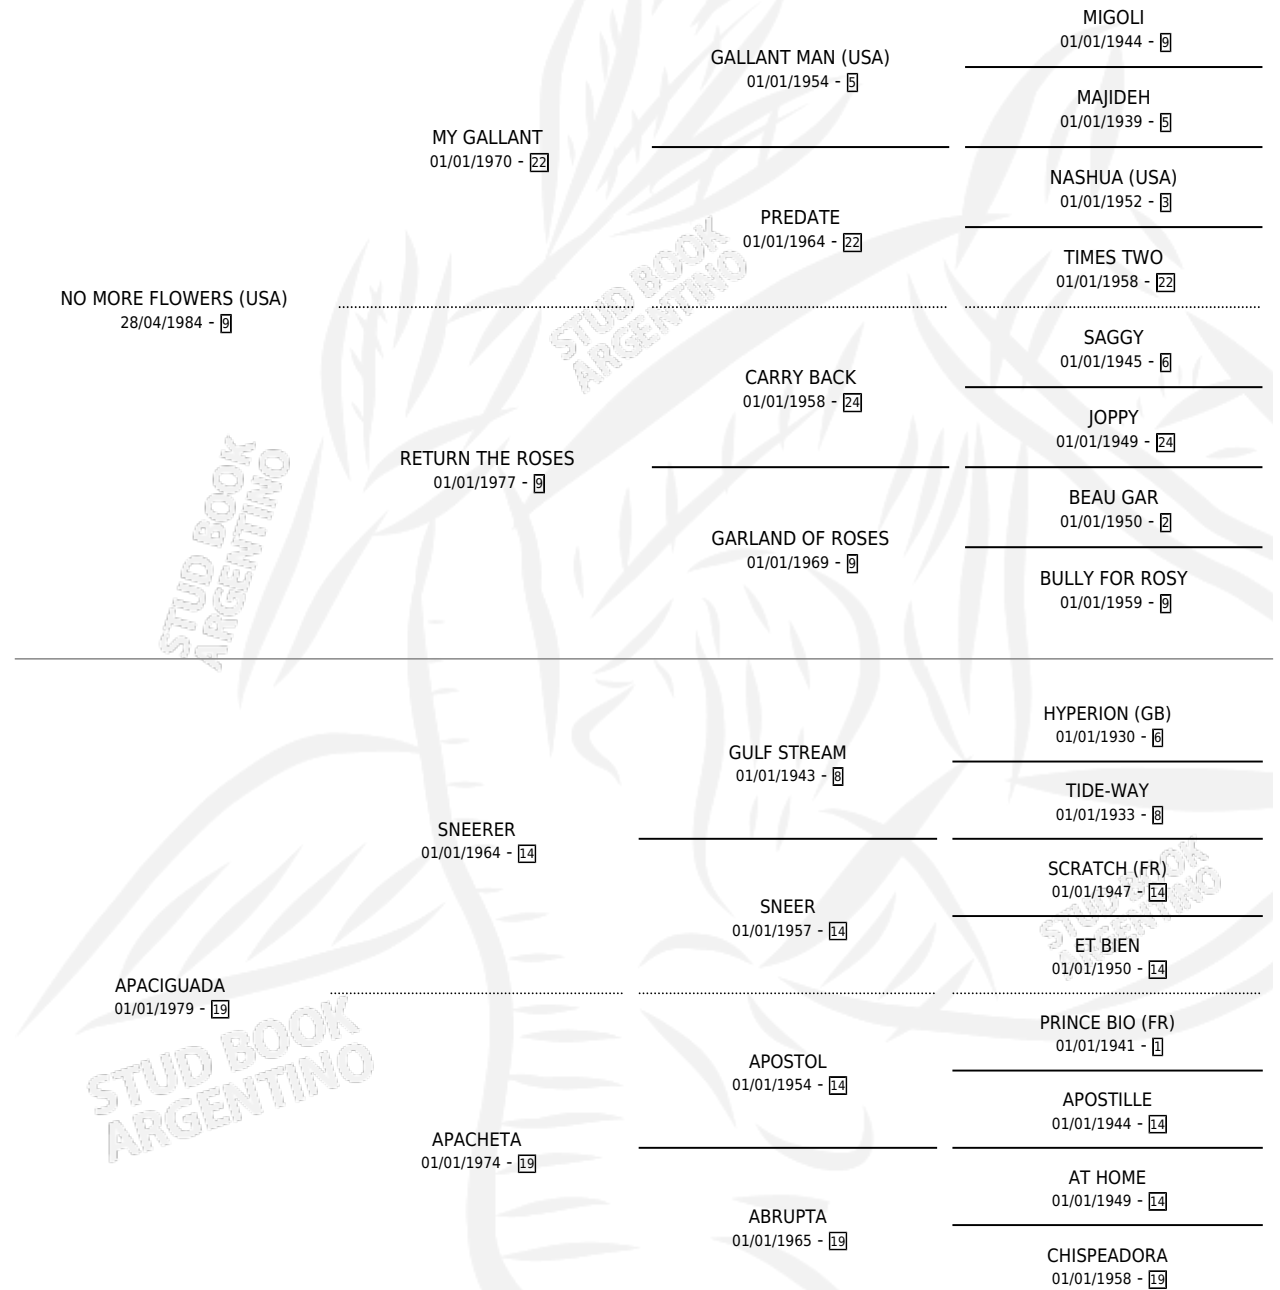 MIGOLI
01/01/1944 - 9
GALLANT MAN (USA)
01/01/1954 - 5
MAJIDEH
01/01/1939 - 5
MY GALLANT
01/01/1970 - 22
NASHUA (USA)
01/01/1952 - 3
PREDATE
01/01/1964 - 22
TIMES TWO
01/01/1958 - 22
NO MORE FLOWERS (USA)
28/04/1984 - 9
SAGGY
01/01/1945 - 6
CARRY BACK
01/01/1958 - 24
JOPPY
01/01/1949 - 24
RETURN THE ROSES
01/01/1977 - 9
BEAU GAR
01/01/1950 - 2
GARLAND OF ROSES
01/01/1969 - 9
BULLY FOR ROSY
01/01/1959 - 9
HYPERION (GB)
01/01/1930 - 6
GULF STREAM
01/01/1943 - 8
TIDE-WAY
01/01/1933 - 8
SNEERER
01/01/1964 - 14
SCRATCH (FR)
01/01/1947 - 14
SNEER
01/01/1957 - 14
ET BIEN
01/01/1950 - 14
APACIGUADA
01/01/1979 - 19
PRINCE BIO (FR)
01/01/1941 - 1
APOSTOL
01/01/1954 - 14
APOSTILLE
01/01/1944 - 14
APACHETA
01/01/1974 - 19
AT HOME
01/01/1949 - 14
ABRUPTA
01/01/1965 - 19
CHISPEADORA
01/01/1958 - 19
STUD BOOK
ARGENTINO
STUD BOOK
ARGENTINO
STUD BOOK
ARGENTINO
STUD BOOK
ARGENTINO